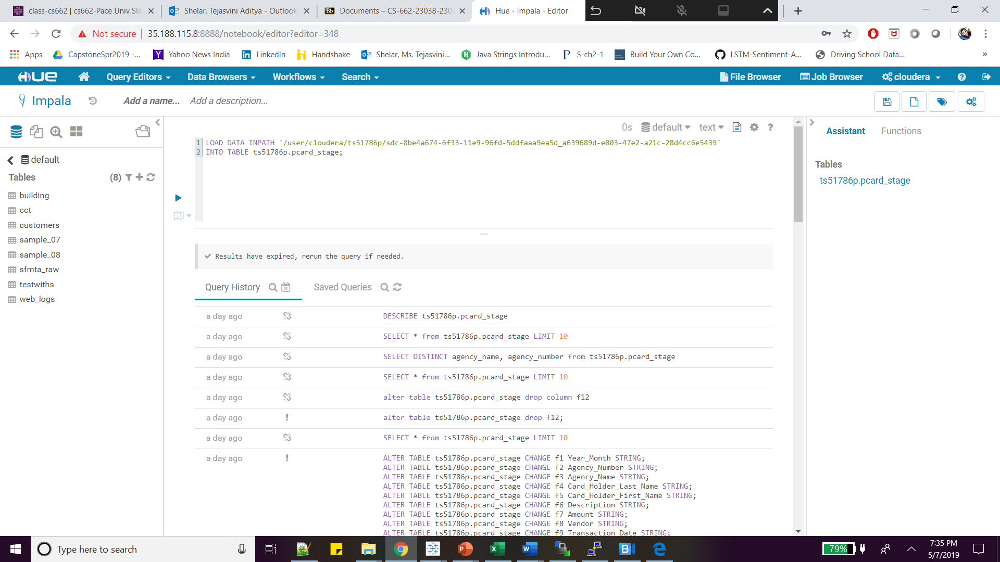 class-cs662 | cs662-Pace Univ Sla
Shelar, Tejasvini Aditya - Outlook
Documents – CS-662-23038-230
Hue - Impala - Editor
Not secure | 35.188.115.8:8888/notebook/editor?editor=348
Apps
CapstoneSpr2019 -...
Yahoo News India
LinkedIn
Handshake
Shelar, Ms. Tejasvini...
Java Strings Introdu...
S-ch2-1
Build Your Own Co...
LSTM-Sentiment-A...
Driving School Data...
»
HUE
Query Editors
Data Browsers
Workflows
Search
File Browser
Job Browser
cloudera
Impala
Add a name...
Add a description...
0s
default
text
?
Assistant
Functions
1 LOAD DATA INPATH '/user/cloudera/ts51786p/sdc-0be4a674-6f33-11e9-96fd-5ddfaaa9ea5d_a639689d-e003-47e2-a21c-28d4cc6e5439'
2 INTO TABLE ts51786p.pcard_stage;
default
Tables
(8)
building
cct
customers
sample_07
sample_08
sfmta_raw
testwiths
web_logs
Tables
ts51786p.pcard_stage
Results have expired, rerun the query if needed.
Query History
Saved Queries
a day ago DESCRIBE ts51786p.pcard_stage
a day ago SELECT * from ts51786p.pcard_stage LIMIT 10
a day ago SELECT DISTINCT agency_name, agency_number from ts51786p.pcard_stage
a day ago SELECT * from ts51786p.pcard_stage LIMIT 10
a day ago alter table ts51786p.pcard_stage drop column f12
a day ago ! alter table ts51786p.pcard_stage drop f12;
a day ago SELECT * from ts51786p.pcard_stage LIMIT 10
a day ago ! ALTER TABLE ts51786p.pcard_stage CHANGE f1 Year_Month STRING;
ALTER TABLE ts51786p.pcard_stage CHANGE f2 Agency_Number STRING;
ALTER TABLE ts51786p.pcard_stage CHANGE f3 Agency_Name STRING;
ALTER TABLE ts51786p.pcard_stage CHANGE f4 Card_Holder_Last_Name STRING;
ALTER TABLE ts51786p.pcard_stage CHANGE f5 Card_Holder_First_Name STRING;
ALTER TABLE ts51786p.pcard_stage CHANGE f6 Description STRING;
ALTER TABLE ts51786p.pcard_stage CHANGE f7 Amount STRING;
ALTER TABLE ts51786p.pcard_stage CHANGE f8 Vendor STRING;
ALTER TABLE ts51786p.pcard_stage CHANGE f9 Transaction_Date STRING;
Type here to search
79%
7:35 PM
5/7/2019